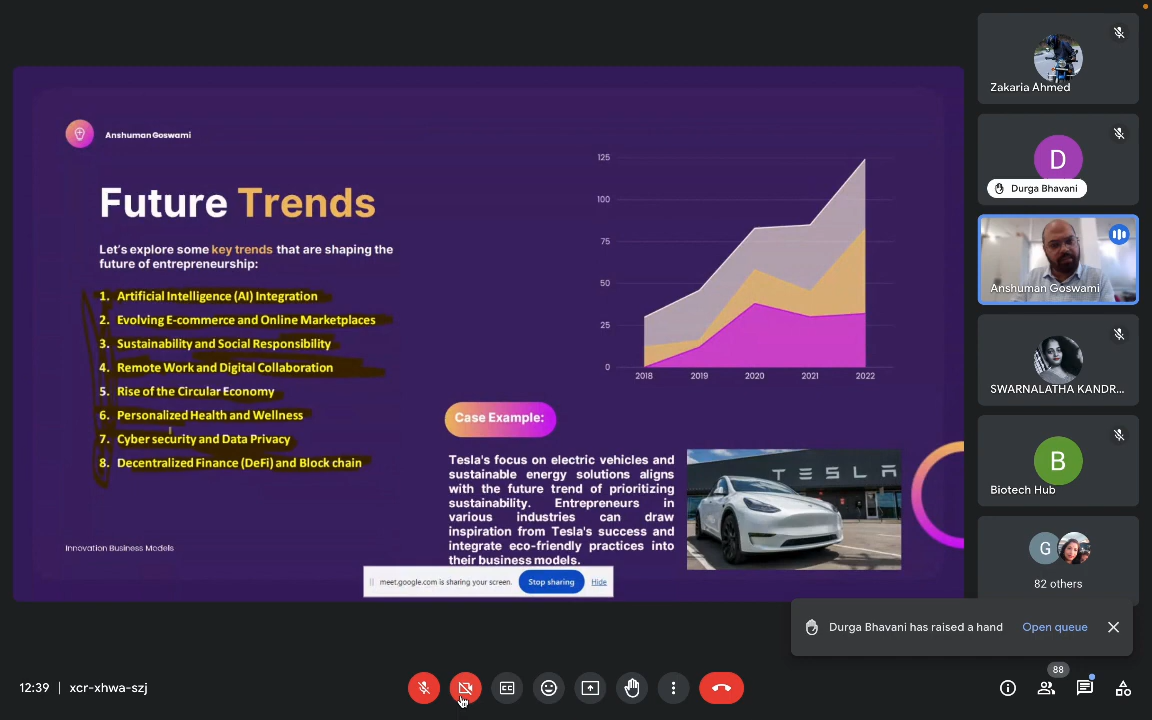 Anshuman Goswami
Future Trends
Let's explore some key trends that are shaping the
future of entrepreneurship:
1. Artificial Intelligence (AI) Integration
2. Evolving E-commerce and Online Marketplaces
3. Sustainability and Social Responsibility
4. Remote Work and Digital Collaboration
5. Rise of the Circular Economy
6. Personalized Health and Wellness
7. Cyber security and Data Privacy
8. Decentralized Finance (DeFi) and Block chain
Innovation Business Models
125
100
75
50
25
0
2018 2019 2020 2021 2022
Case Example:
Tesla's focus on electric vehicles and
sustainable energy solutions aligns
with the future trend of prioritizing
sustainability. Entrepreneurs in
various industries can draw
inspiration from Tesla's success and
integrate eco-friendly practices into
their business models.
TESLA
meet.google.com is sharing your screen.
Stop sharing
Hide
Zakaria Ahmed
D
Durga Bhavani
Anshuman Goswami
SWARNALATHA KANDR...
B
Biotech Hub
G
82 others
Durga Bhavani has raised a hand
Open queue
12:39 | xcr-xhwa-szj
CC
88